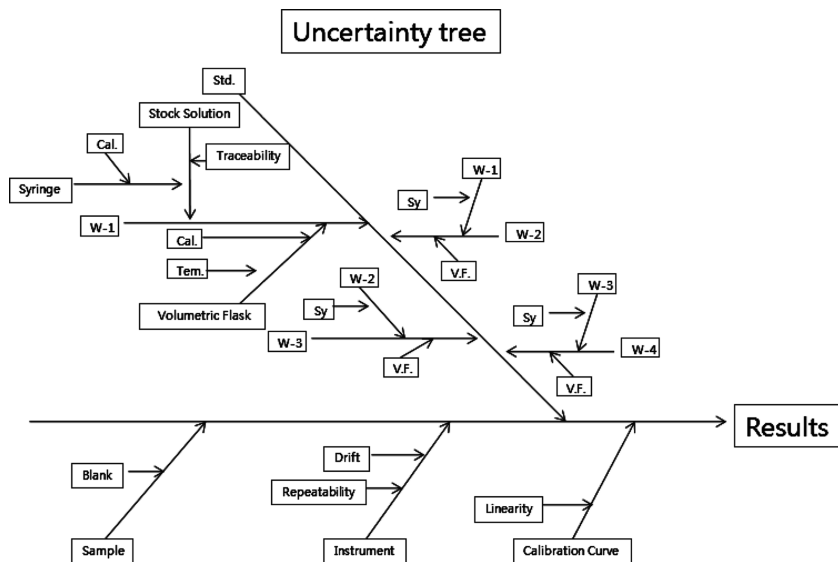 Uncertainty tree
Std.
Stock Solution
Cal.
Traceability
Syringe
W-1
Sy
W-1
W-2
Cal.
V.F.
Tem.
W-2
W-3
Volumetric Flask
Sy
Sy
W-3
W-4
V.F.
V.F.
Results
Drift
Blank
Repeatability
Linearity
Sample
Instrument
Calibration Curve